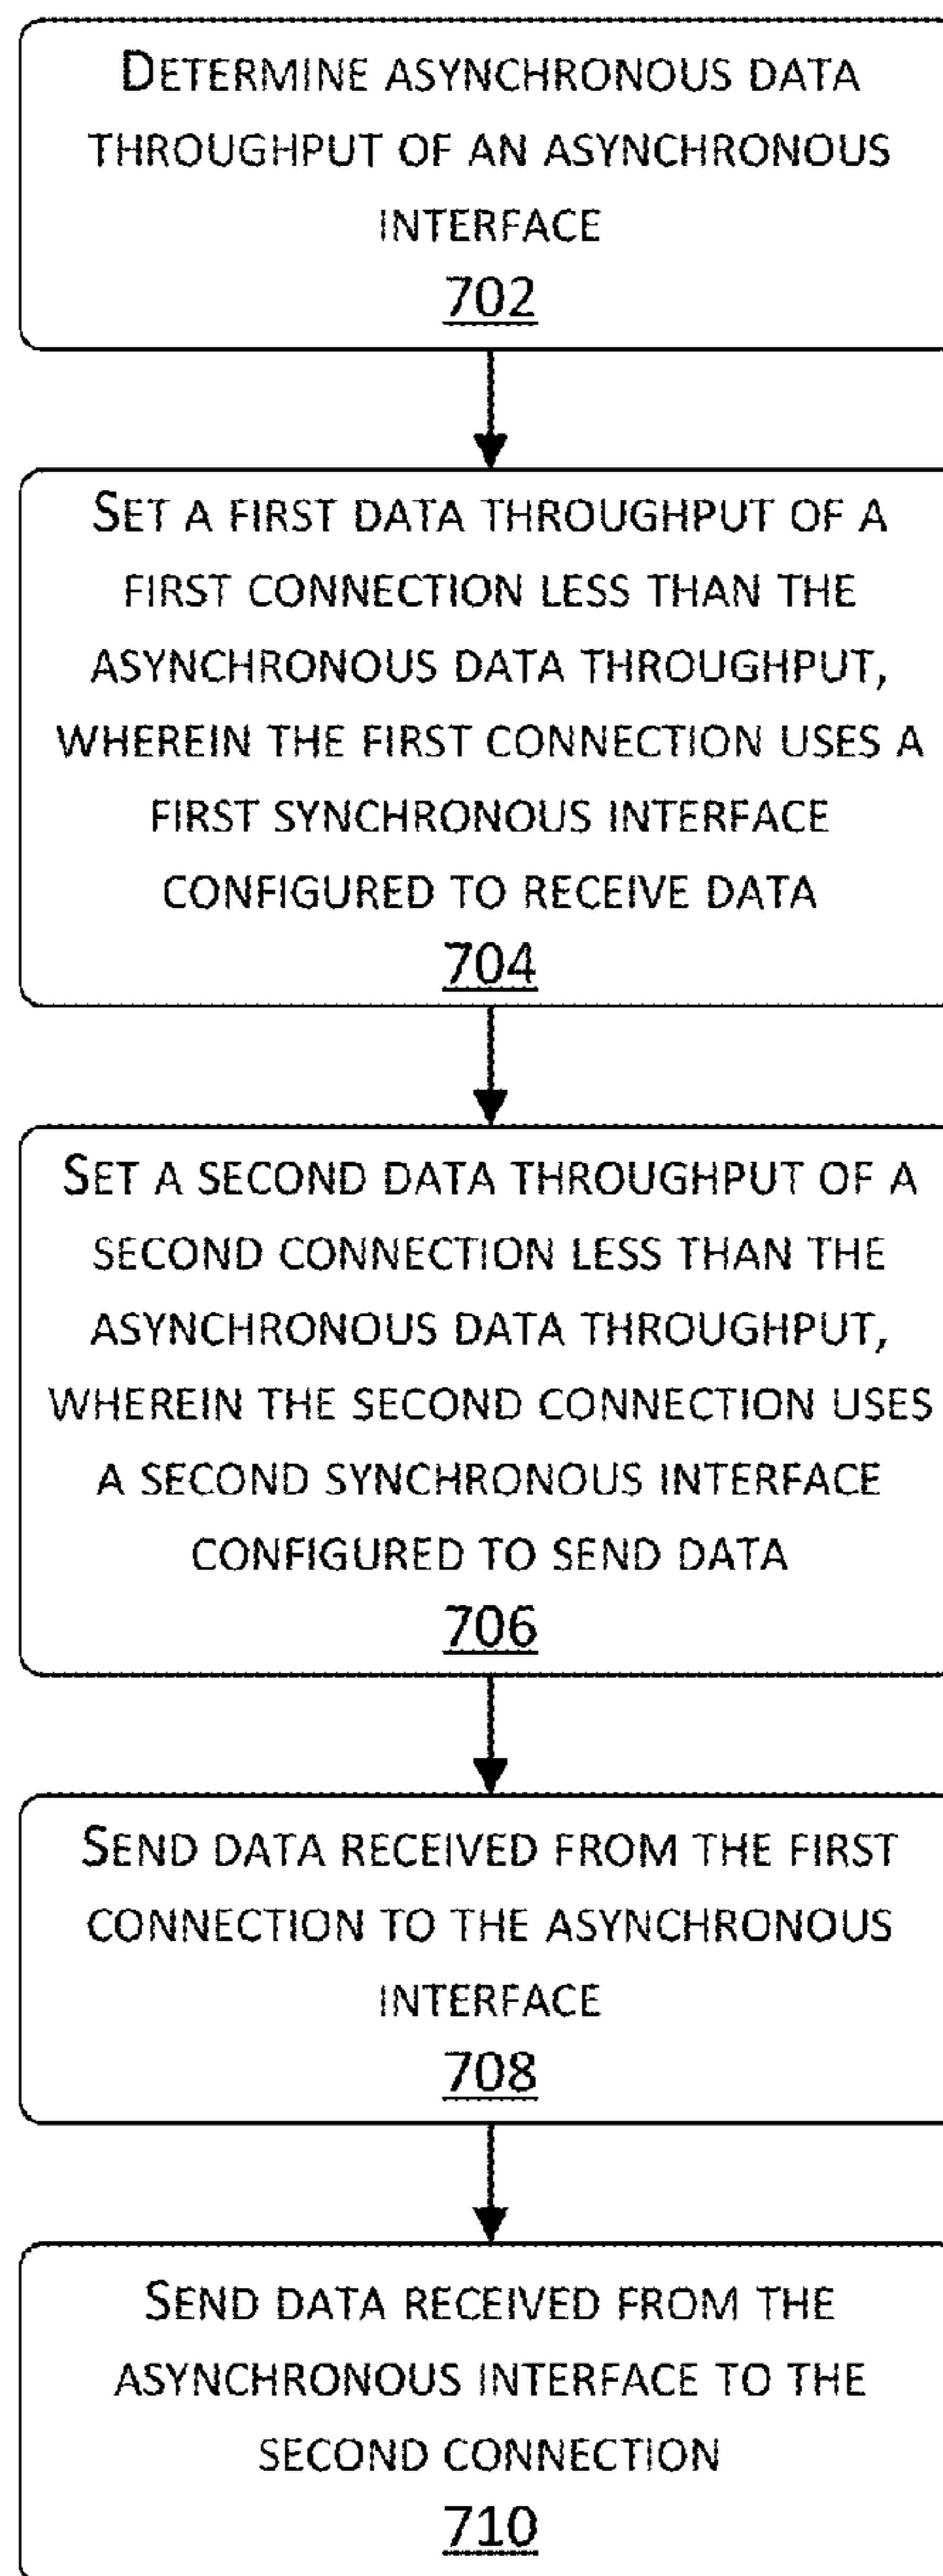 DETERMINE ASYNCHRONOUS DATA
THROUGHPUT OF AN ASYNCHRONOUS
INTERFACE
702
SET A FIRST DATA THROUGHPUT OF A
FIRST CONNECTION LESS THAN THE
ASYNCHRONOUS DATA THROUGHPUT,
WHEREIN THE FIRST CONNECTION USES A
FIRST SYNCHRONOUS INTERFACE
CONFIGURED TO RECEIVE DATA
704
SET A SECOND DATA THROUGHPUT OF A
SECOND CONNECTION LESS THAN THE
ASYNCHRONOUS DATA THROUGHPUT,
WHEREIN THE SECOND CONNECTION USES
A SECOND SYNCHRONOUS INTERFACE
CONFIGURED TO SEND DATA
706
SEND DATA RECEIVED FROM THE FIRST
CONNECTION TO THE ASYNCHRONOUS
INTERFACE
708
SEND DATA RECEIVED FROM THE
ASYNCHRONOUS INTERFACE TO THE
SECOND CONNECTION
710